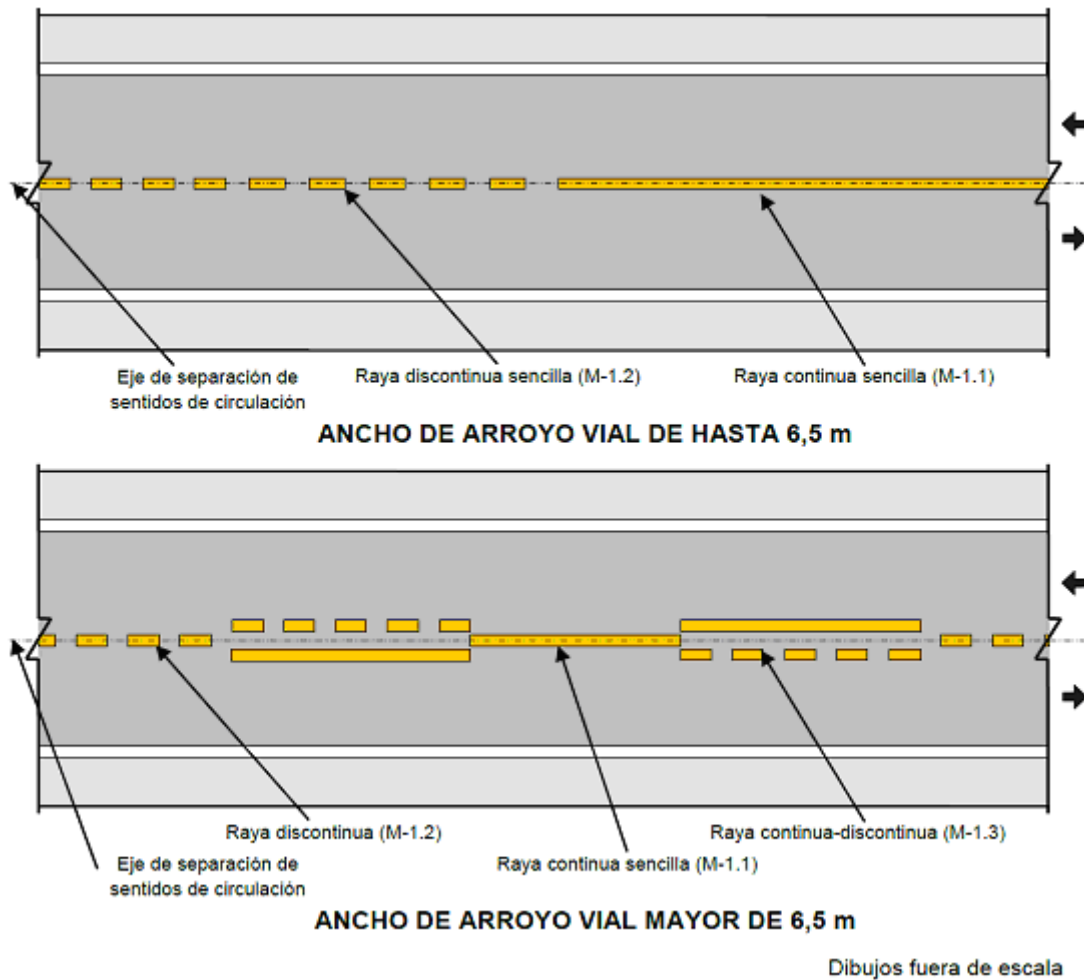 Eje de separación de
sentidos de circulación
Raya discontinua sencilla (M-1.2)
Raya continua sencilla (M-1.1)
ANCHO DE ARROYO VIAL DE HASTA 6,5 m
Raya discontinua (M-1.2)
Raya continua-discontinua (M-1.3)
Eje de separación de
sentidos de circulación
Raya continua sencilla (M-1.1)
ANCHO DE ARROYO VIAL MAYOR DE 6,5 m
Dibujos fuera de escala